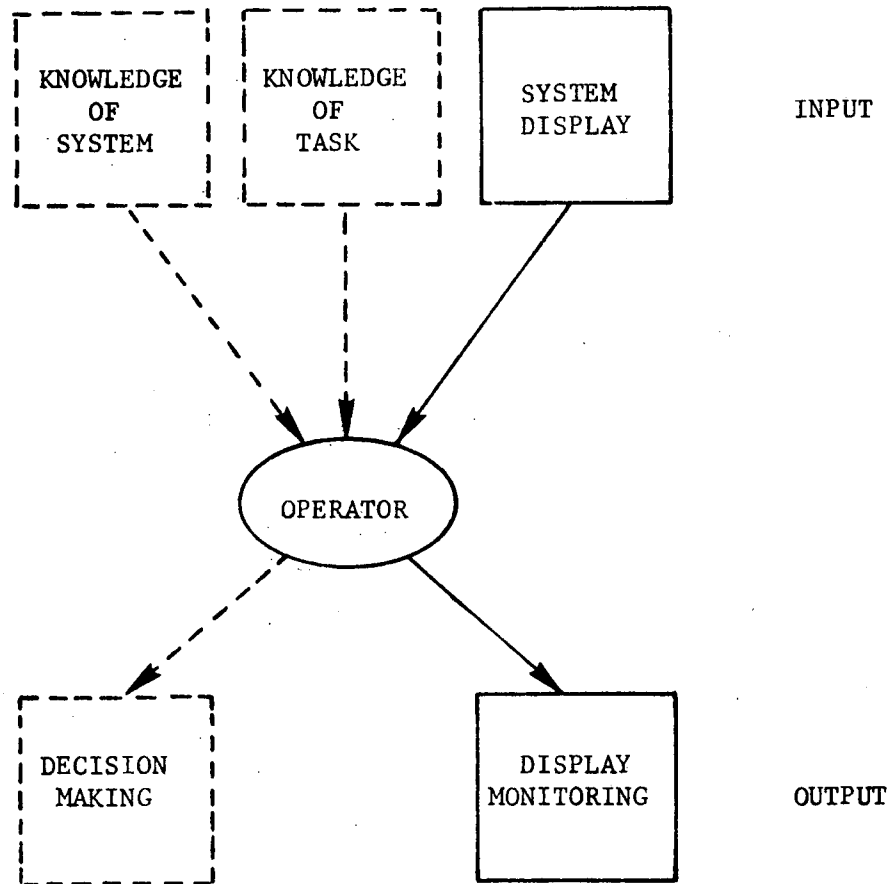 KNOWLEDGE
OF
SYSTEM
KNOWLEDGE
OF
TASK
SYSTEM
DISPLAY
INPUT
OPERATOR
DECISION
MAKING
DISPLAY
MONITORING
OUTPUT